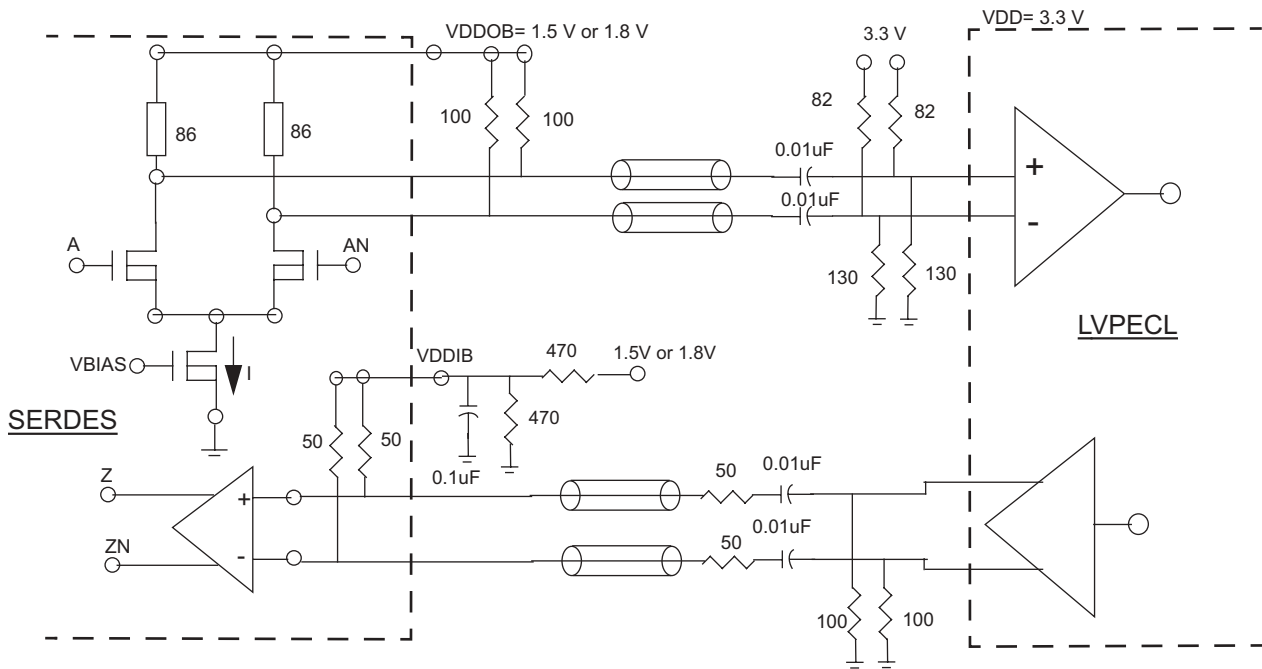 VDDOB= 1.5 V or 1.8 V
VDD= 3.3 V
3.3 V
86
86
100
100
82
82
0.01uF
0.01uF
+
-
A
AN
130
130
LVPECL
VBIAS
I
VDDIB
470
1.5V or 1.8V
470
SERDES
50
50
0.1uF
Z
ZN
+
-
50
0.01uF
50
0.01uF
100
100